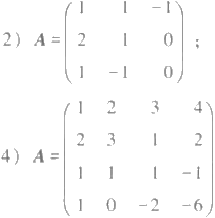 2) A = ( 1 1 -1
2 1 0
1 -1 0 ) ;
4) A = ( 1 2 3 4
2 3 1 2
1 1 1 -1
1 0 -2 -6 )